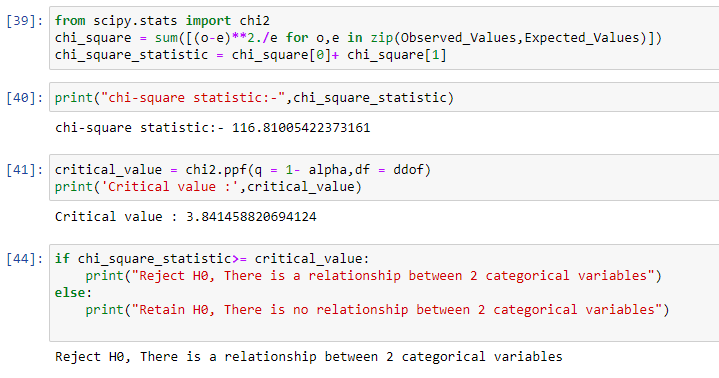 [39]: from scipy.stats import chi2
chi_square = sum([(o-e)**2./e for o,e in zip(Observed_Values,Expected_Values)])
chi_square_statistic = chi_square[0]+ chi_square[1]
[40]: print("chi-square statistic:-",chi_square_statistic)
chi-square statistic:- 116.81005422373161
[41]: critical_value = chi2.ppf(q = 1- alpha,df = ddof)
print('Critical value :',critical_value)
Critical value : 3.841458820694124
[44]: if chi_square_statistic>= critical_value:
    print("Reject H0, There is a relationship between 2 categorical variables")
else:
    print("Retain H0, There is no relationship between 2 categorical variables")
Reject H0, There is a relationship between 2 categorical variables